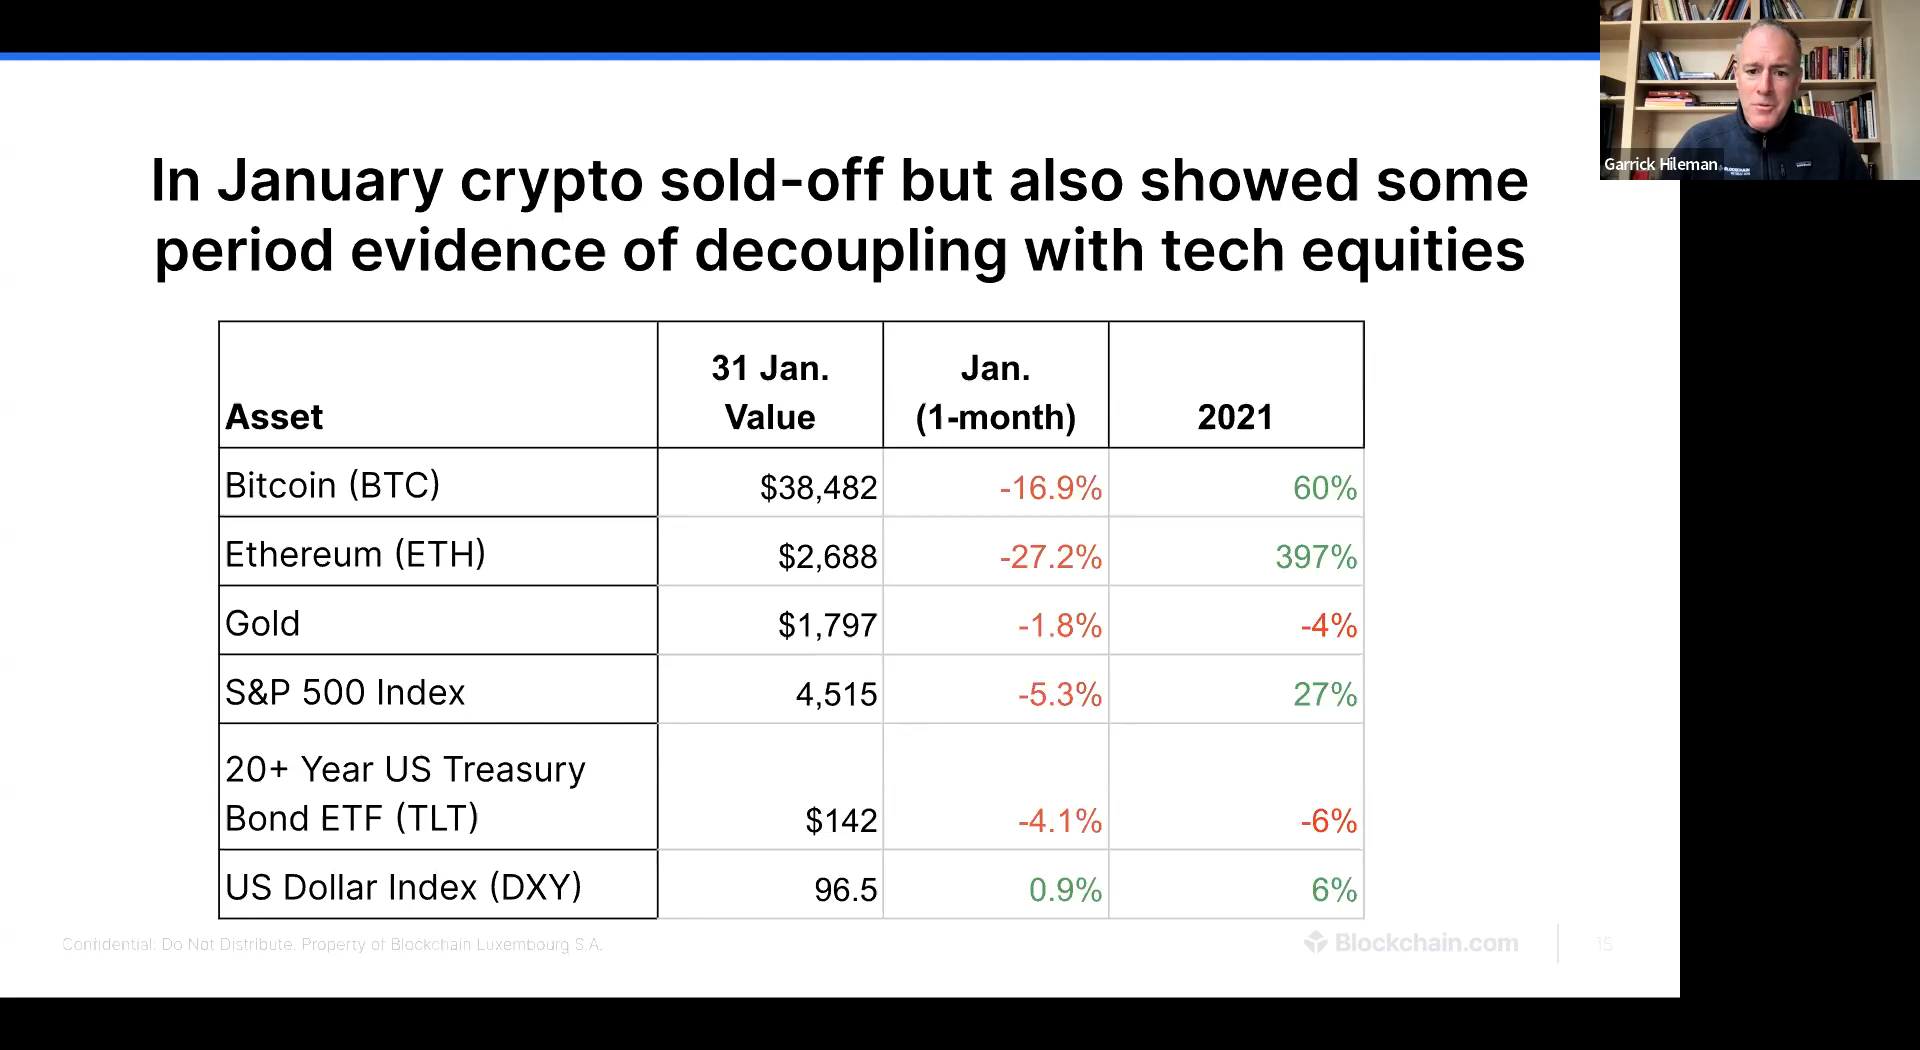 In January crypto sold-off but also showed some
period evidence of decoupling with tech equities
Garrick Hileman
Asset
31 Jan.
Value
Jan.
(1-month)
2021
Bitcoin (BTC) $38,482 -16.9% 60%
Ethereum (ETH) $2,688 -27.2% 397%
Gold $1,797 -1.8% -4%
S&P 500 Index 4,515 -5.3% 27%
20+ Year US Treasury
Bond ETF (TLT) $142 -4.1% -6%
US Dollar Index (DXY) 96.5 0.9% 6%
Confidential. Do Not Distribute. Property of Blockchain Luxembourg S.A.
Blockchain.com
15